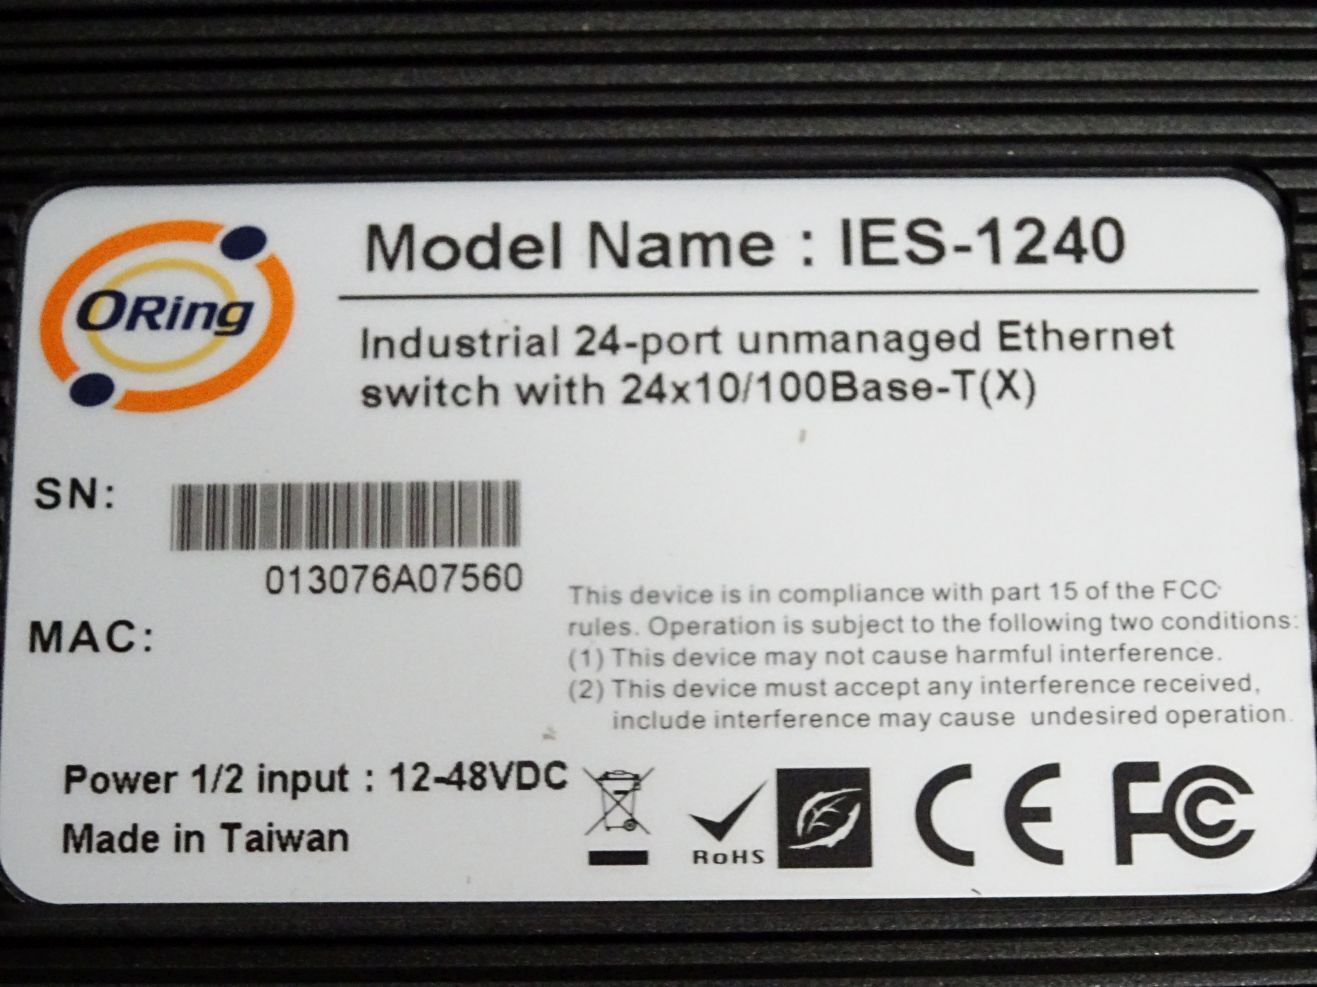 ORing
Model Name : IES-1240
Industrial 24-port unmanaged Ethernet
switch with 24x10/100Base-T(X)
SN:
013076A07560
MAC:
This device is in compliance with part 15 of the FCC
rules. Operation is subject to the following two conditions:
(1) This device may not cause harmful interference.
(2) This device must accept any interference received,
include interference may cause undesired operation.
Power 1/2 input : 12-48VDC
Made in Taiwan
RoHS
CE
FCC